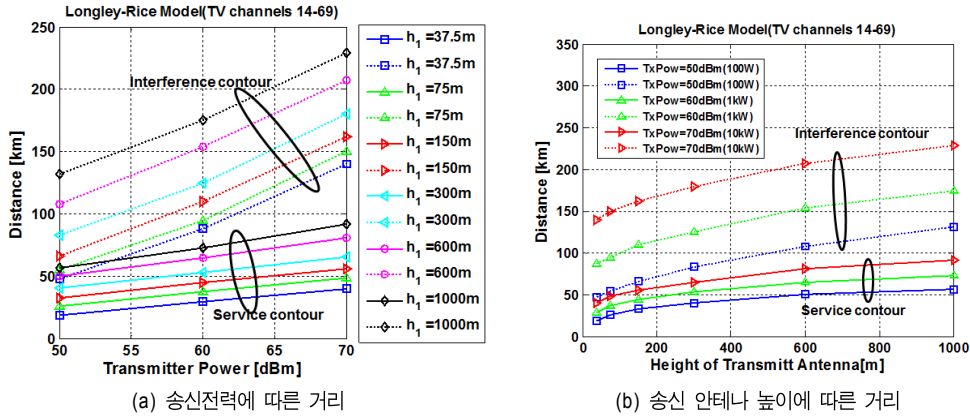 Longley-Rice Model(TV channels 14-69)
250
200
150
100
50
0
50
55
60
65
70
Distance [km]
Transmitter Power [dBm]
Interference contour
Service contour
h1 =37.5m
h1 =37.5m
h1 =75m
h1 =75m
h1 =150m
h1 =150m
h1 =300m
h1 =300m
h1 =600m
h1 =600m
h1 =1000m
h1 =1000m
(a) 송신전력에 따른 거리
Longley-Rice Model(TV channels 14-69)
350
300
250
200
150
100
50
0
0
200
400
600
800
1000
Distance [km]
Height of Transmitt Antenna[m]
TxPow=50dBm(100W)
TxPow=50dBm(100W)
TxPow=60dBm(1kW)
TxPow=60dBm(1kW)
TxPow=70dBm(10kW)
TxPow=70dBm(10kW)
Interference contour
Service contour
(b) 송신 안테나 높이에 따른 거리